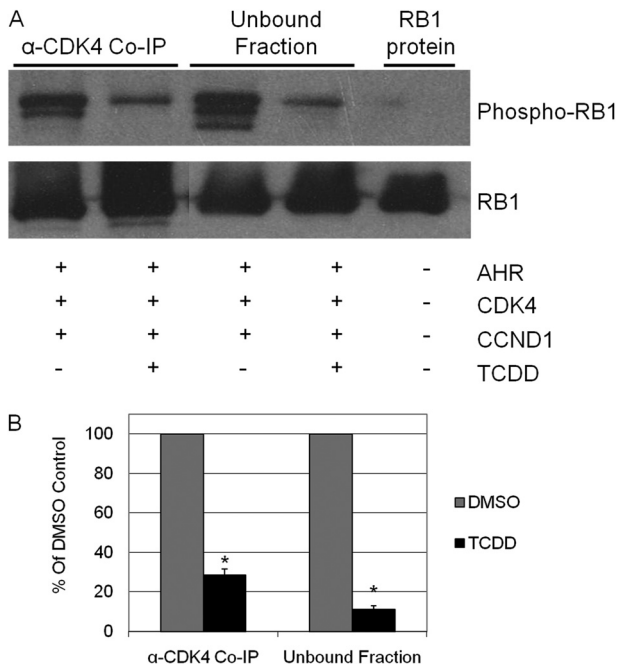 A
Unbound RB1
α-CDK4 Co-IP Fraction protein
Phospho-RB1
RB1
+ + + + - AHR
+ + + + - CDK4
+ + + + - CCND1
- + - + - TCDD
B
% Of DMSO Control
100
80
60
40
20
0
* *
DMSO
TCDD
α-CDK4 Co-IP Unbound Fraction